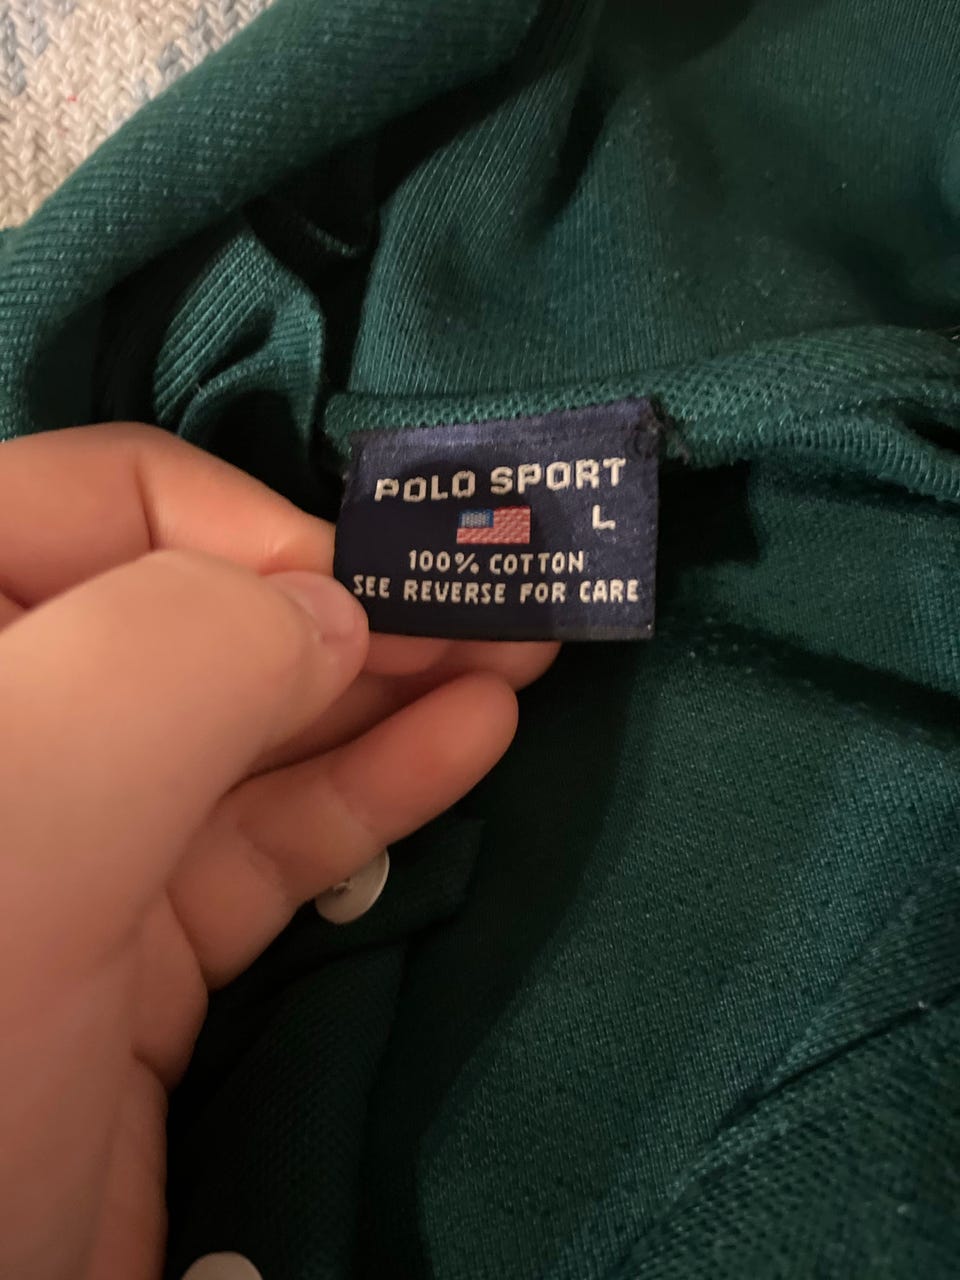 POLO SPORT
L
100% COTTON
SEE REVERSE FOR CARE